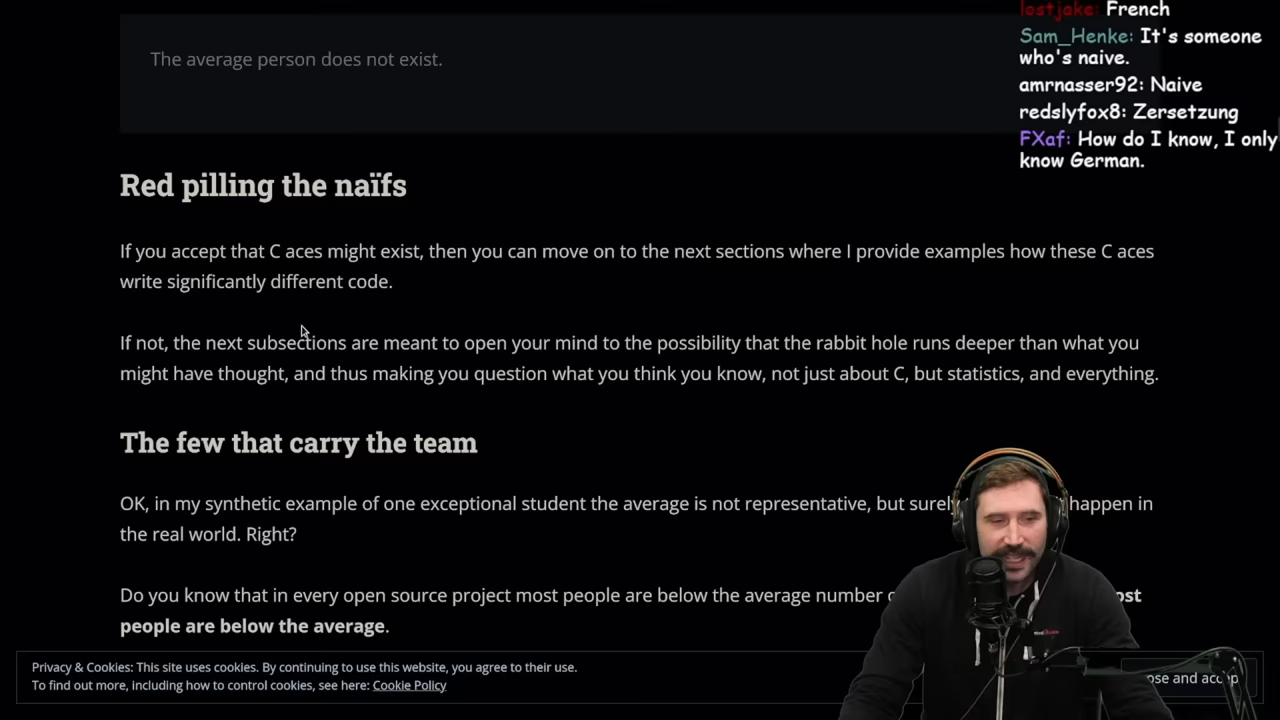 The average person does not exist.
Red pilling the naïfs
If you accept that C aces might exist, then you can move on to the next sections where I provide examples how these C aces
write significantly different code.
If not, the next subsections are meant to open your mind to the possibility that the rabbit hole runs deeper than what you
might have thought, and thus making you question what you think you know, not just about C, but statistics, and everything.
The few that carry the team
OK, in my synthetic example of one exceptional student the average is not representative, but surel happen in
the real world. Right?
Do you know that in every open source project most people are below the average number ost
people are below the average.
Privacy & Cookies: This site uses cookies. By continuing to use this website, you agree to their use.
To find out more, including how to control cookies, see here: Cookie Policy
ose and accep
lostjake: French
Sam_Henke: It's someone
who's naive.
amrnasser92: Naive
redslyfox8: Zersetzung
FXaf: How do I know, I only
know German.